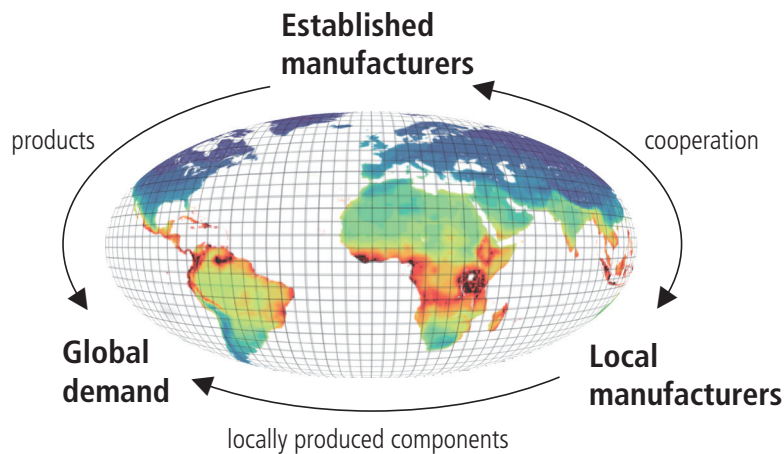 Established
manufacturers
products
cooperation
Global
demand
Local
manufacturers
locally produced components